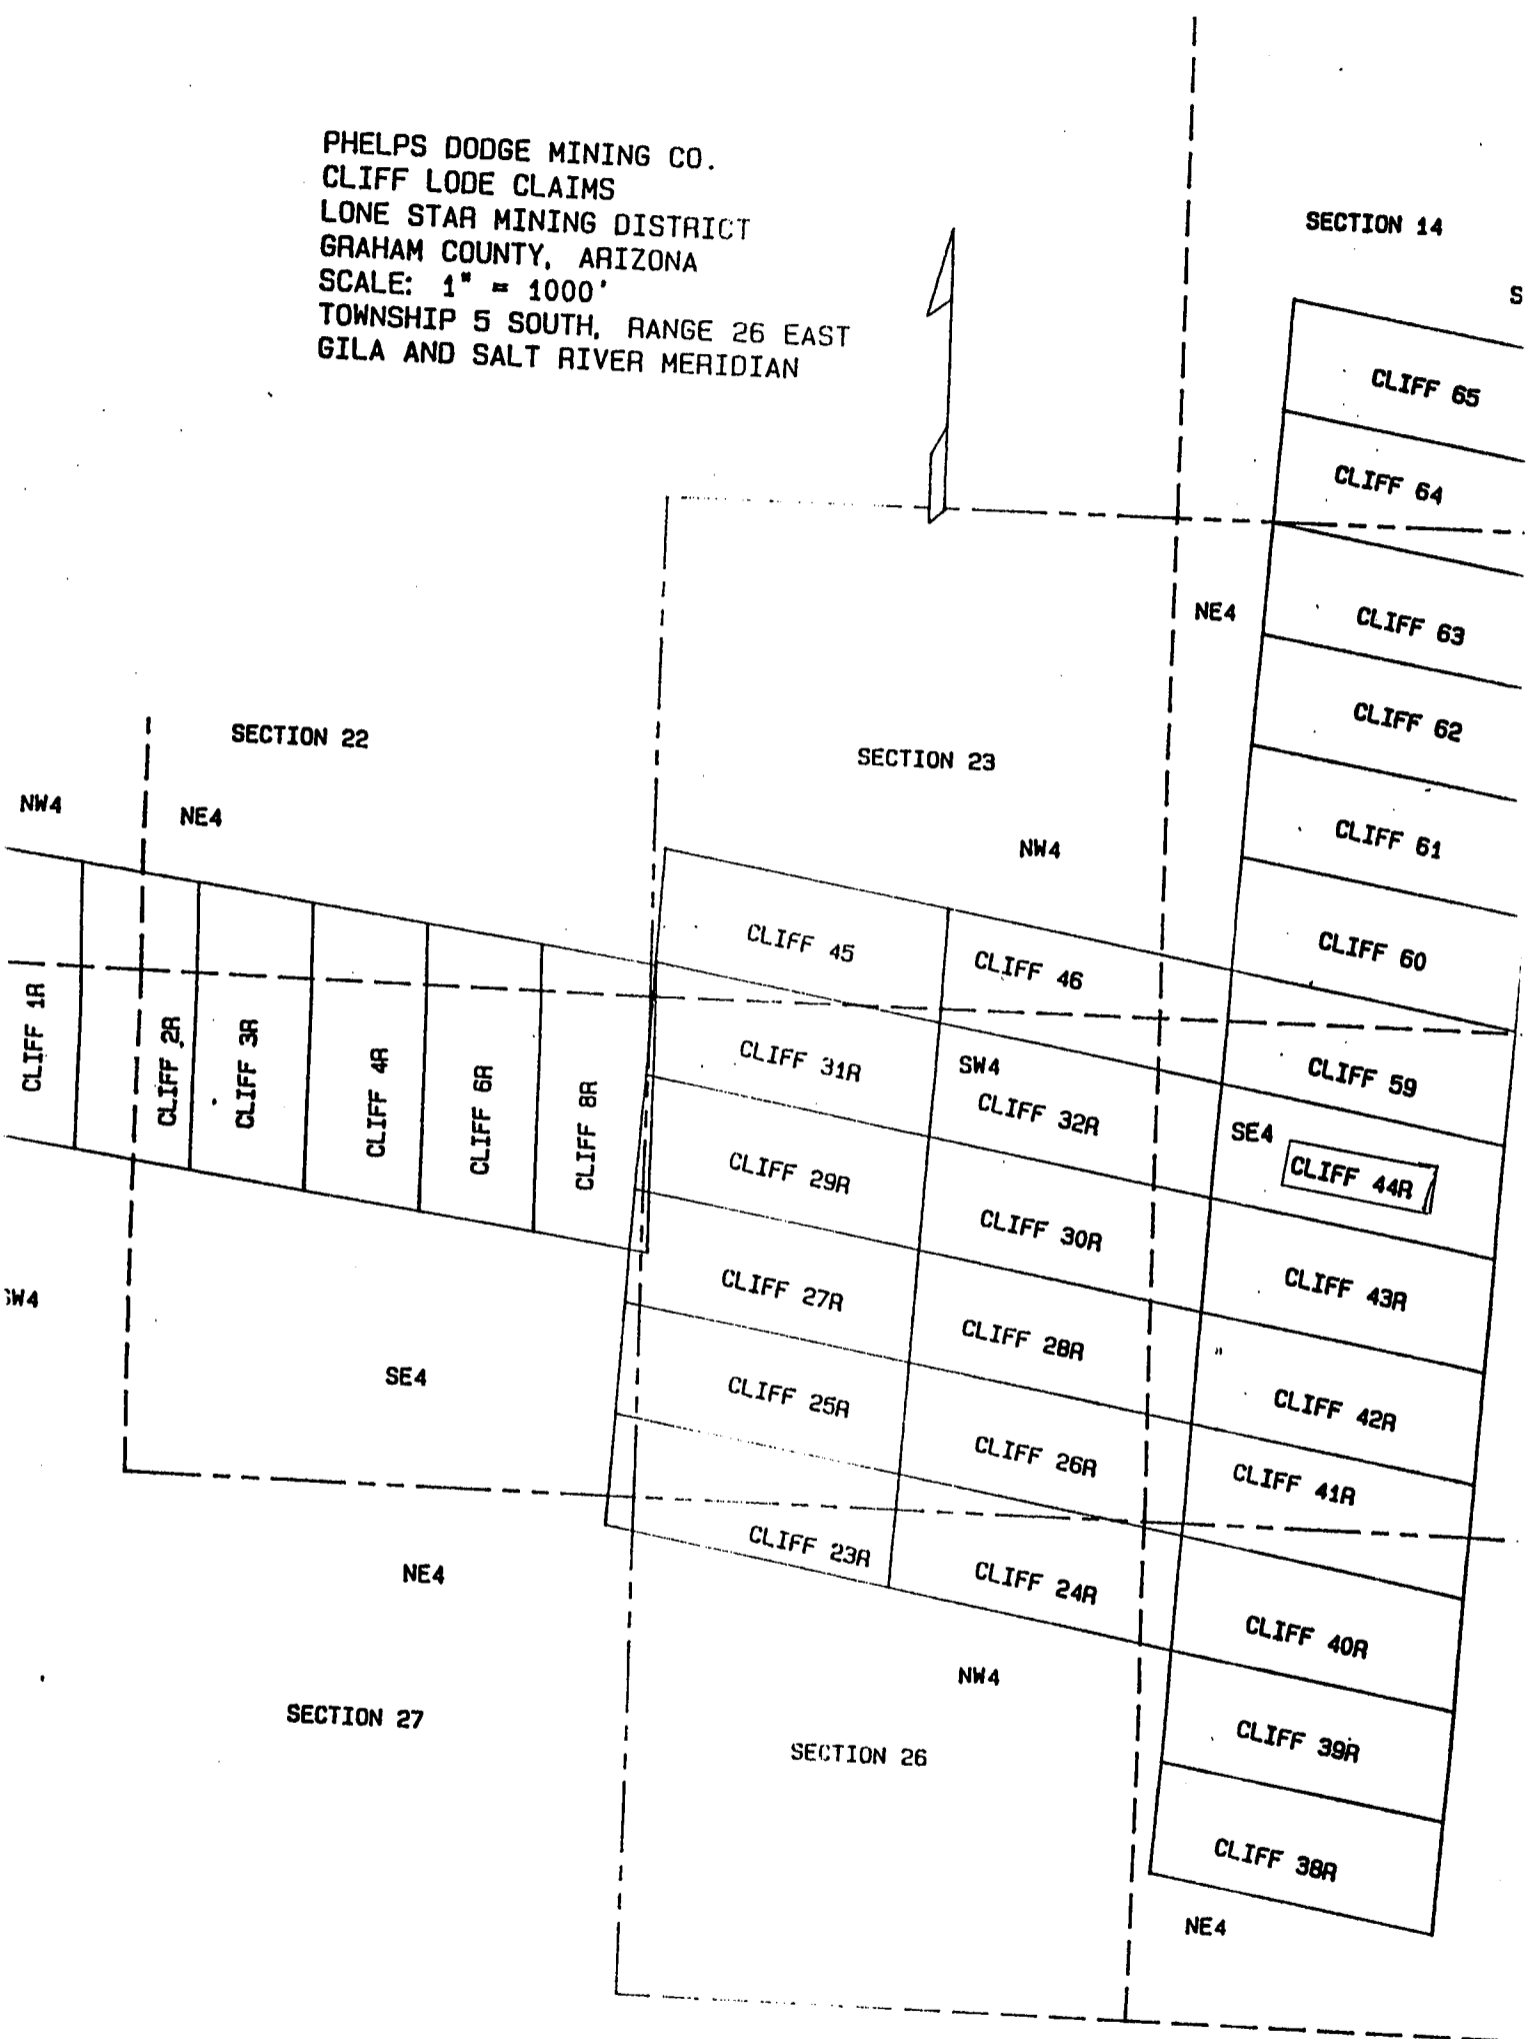 PHELPS DODGE MINING CO.
CLIFF LODE CLAIMS
LONE STAR MINING DISTRICT
GRAHAM COUNTY, ARIZONA
SCALE: 1" = 1000'
TOWNSHIP 5 SOUTH, RANGE 26 EAST
GILA AND SALT RIVER MERIDIAN
SECTION 14
S
CLIFF 65
CLIFF 64
NE4
CLIFF 63
CLIFF 62
SECTION 22
SECTION 23
NW4
NE4
NW4
CLIFF 61
CLIFF 60
CLIFF 45
CLIFF 46
CLIFF 1R
CLIFF 2R
CLIFF 3R
CLIFF 4R
CLIFF 6R
CLIFF 8R
CLIFF 31R
SW4
CLIFF 32R
CLIFF 59
SE4
CLIFF 44R
CLIFF 29R
CLIFF 30R
CLIFF 43R
SW4
CLIFF 27R
CLIFF 28R
SE4
CLIFF 25R
CLIFF 42R
CLIFF 26R
CLIFF 41R
NE4
CLIFF 23R
CLIFF 24R
CLIFF 40R
NW4
SECTION 27
SECTION 26
CLIFF 39R
CLIFF 38R
NE4